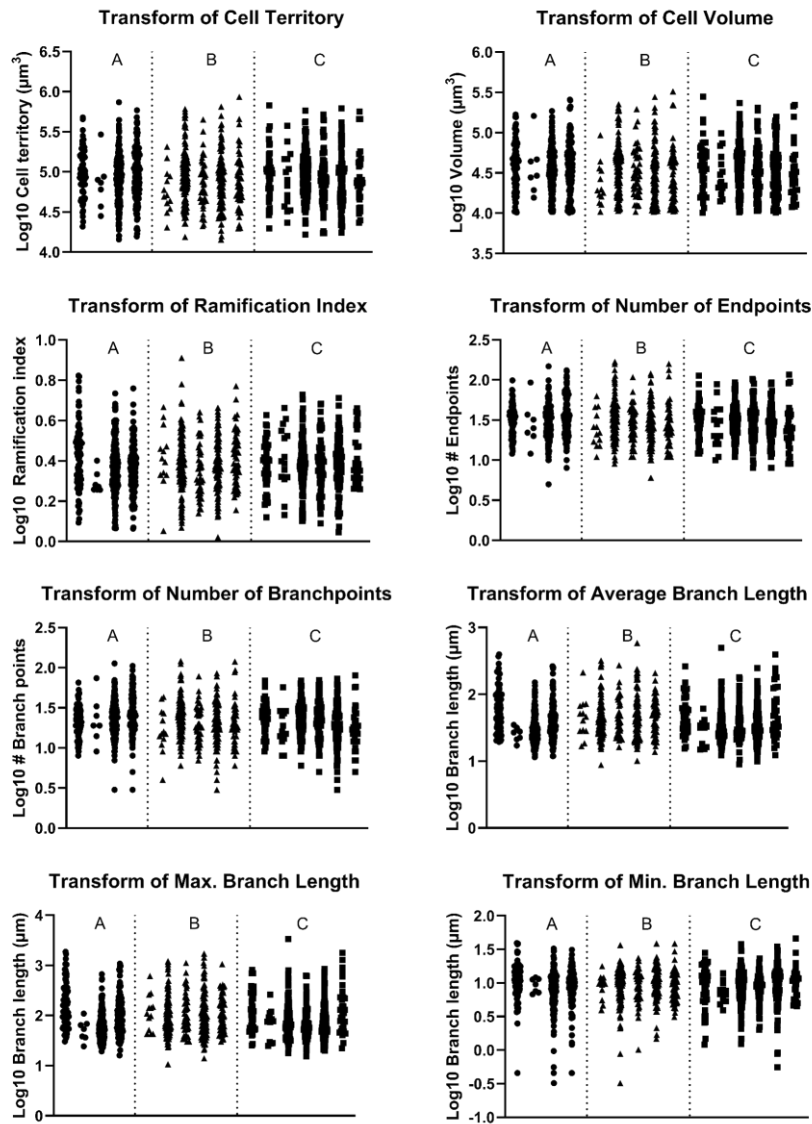 Transform of Cell Territory
Log10 Cell territory (µm³)
6.5
6.0
5.5
5.0
4.5
4.0
A
B
C
Transform of Cell Volume
Log10 Volume (µm³)
6.0
5.5
5.0
4.5
4.0
3.5
A
B
C
Transform of Ramification Index
Log10 Ramification index
1.0
0.8
0.6
0.4
0.2
0.0
A
B
C
Transform of Number of Endpoints
Log10 # Endpoints
2.5
2.0
1.5
1.0
0.5
0.0
A
B
C
Transform of Number of Branchpoints
Log10 # Branch points
2.5
2.0
1.5
1.0
0.5
0.0
A
B
C
Transform of Average Branch Length
Log10 Branch length (µm)
3
2
1
0
A
B
C
Transform of Max. Branch Length
Log10 Branch length (µm)
4
3
2
1
0
A
B
C
Transform of Min. Branch Length
Log10 Branch length (µm)
2.0
1.5
1.0
0.5
0.0
-0.5
-1.0
A
B
C